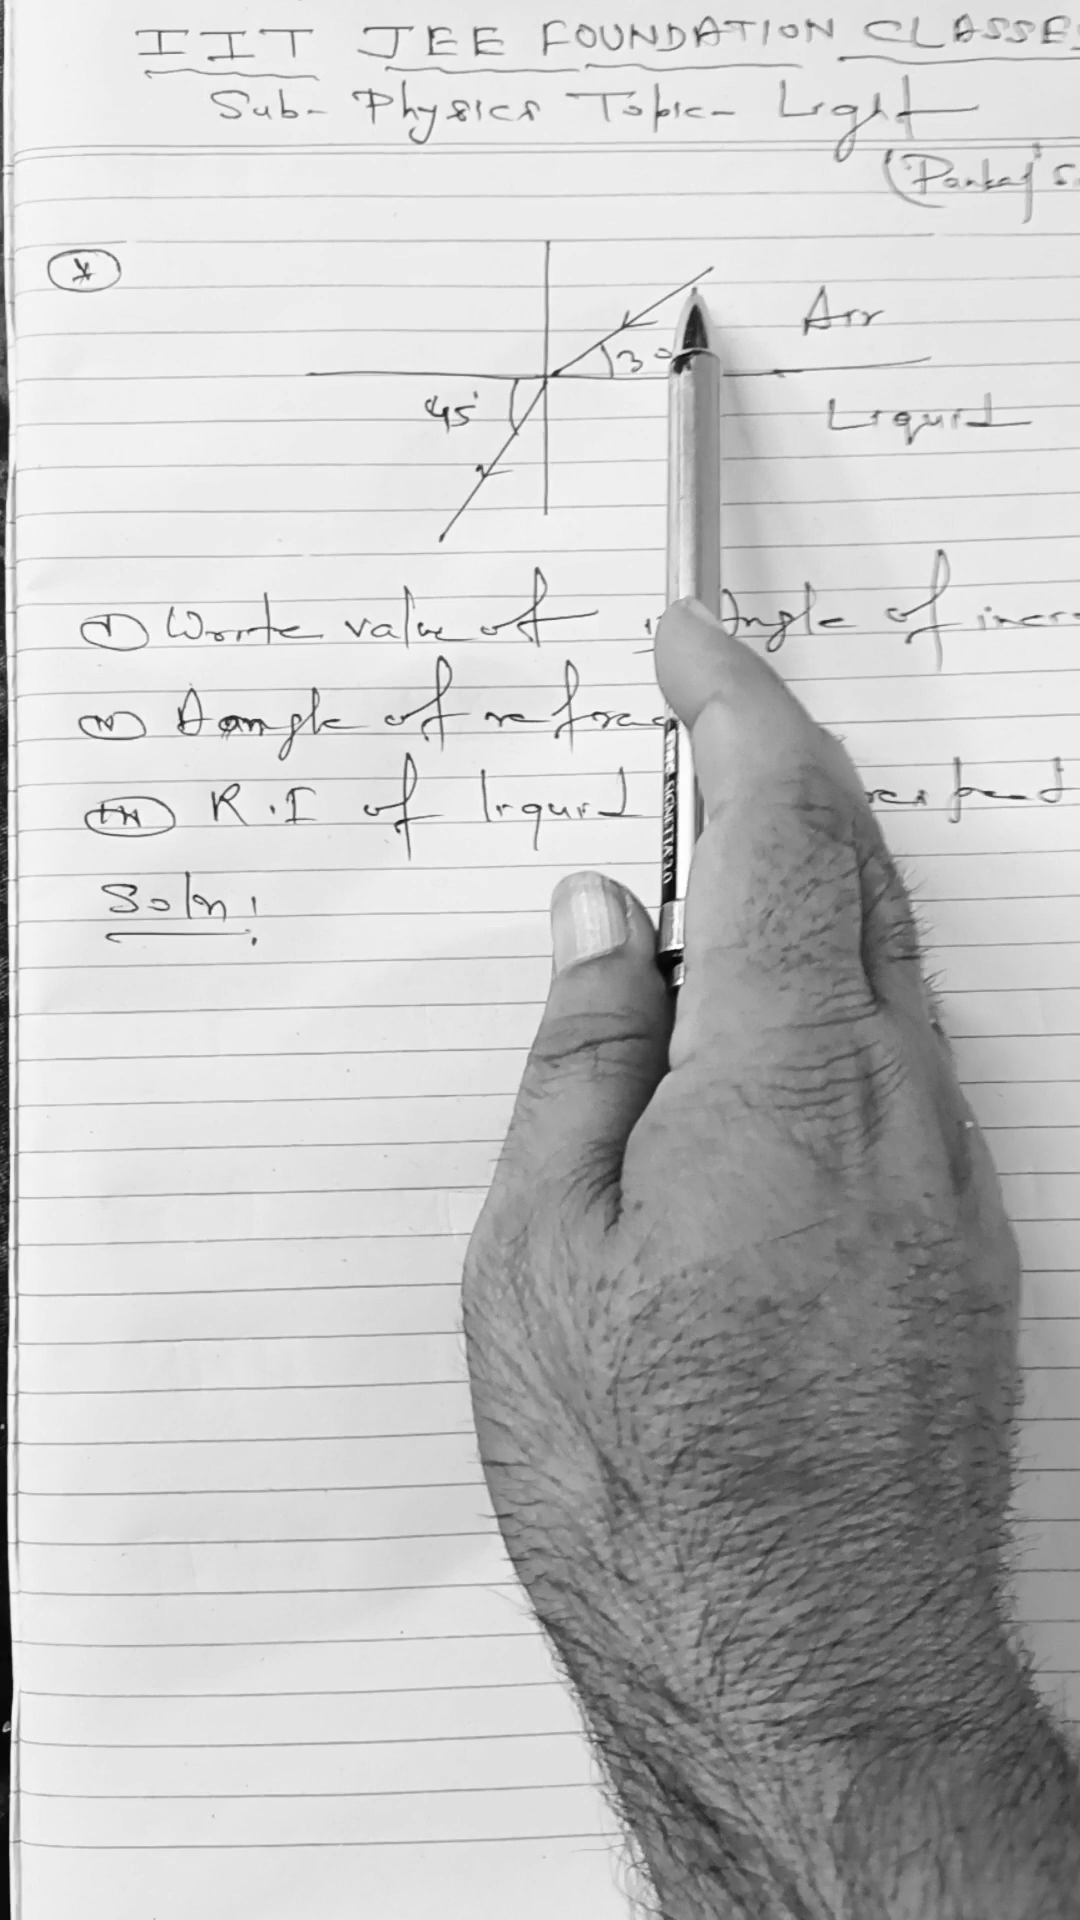 IIT JEE FOUNDATION CLASSES
Sub- Physics Topic- Light
(Pankaj S
*
Air
30
45°
Liquid
(I) Write value of Angle of
(II) Angle of refrac
(III) R.I of liquid respect
Soln: